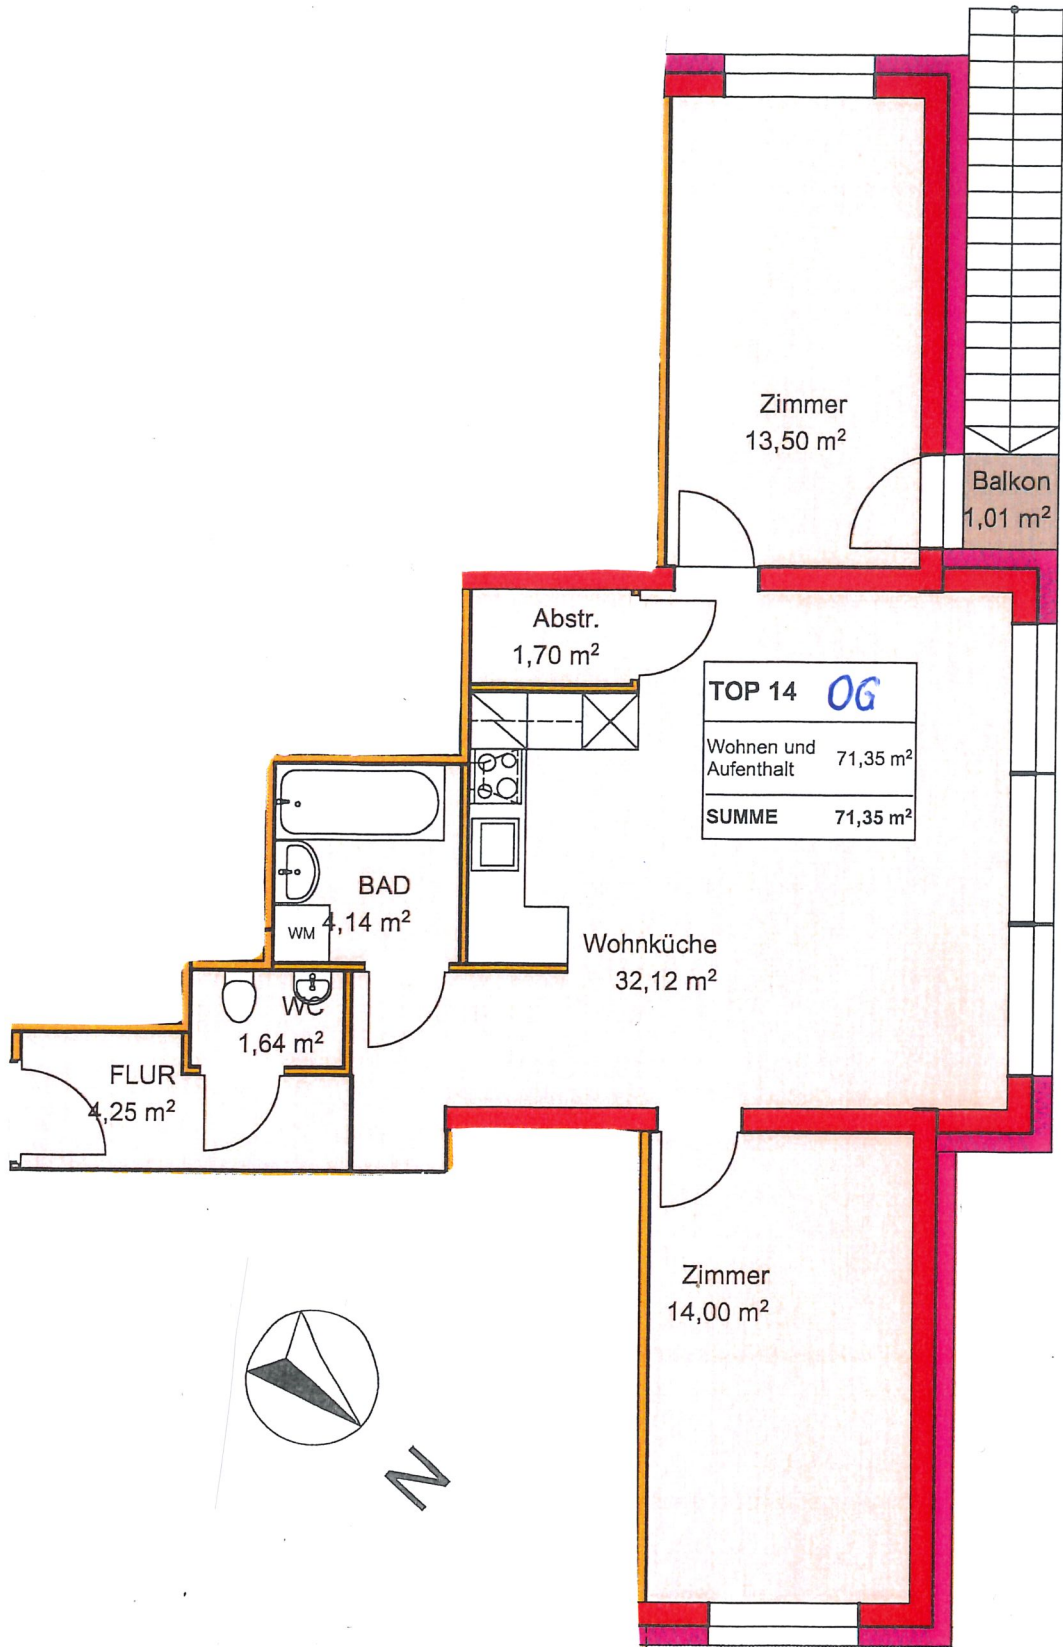 Zimmer
13,50 m²
Balkon
1,01 m²
Abstr.
1,70 m²
TOP 14 OG
Wohnen und Aufenthalt 71,35 m²
SUMME 71,35 m²
BAD
4,14 m²
WM
Wohnküche
32,12 m²
WC
1,64 m²
FLUR
4,25 m²
Zimmer
14,00 m²
N